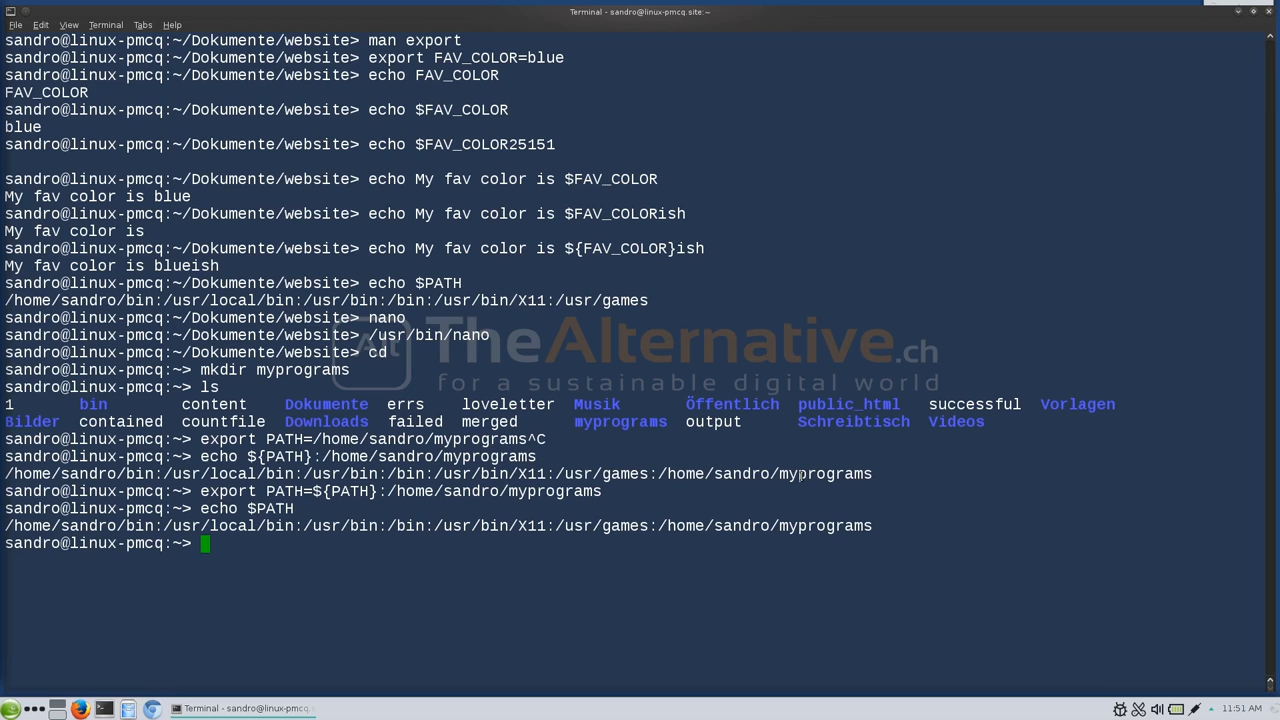 Terminal - sandro@linux-pmcq.site:~
File Edit View Terminal Tabs Help
sandro@linux-pmcq:~/Dokumente/website> man export
sandro@linux-pmcq:~/Dokumente/website> export FAV_COLOR=blue
sandro@linux-pmcq:~/Dokumente/website> echo FAV_COLOR
FAV_COLOR
sandro@linux-pmcq:~/Dokumente/website> echo $FAV_COLOR
blue
sandro@linux-pmcq:~/Dokumente/website> echo $FAV_COLOR25151
sandro@linux-pmcq:~/Dokumente/website> echo My fav color is $FAV_COLOR
My fav color is blue
sandro@linux-pmcq:~/Dokumente/website> echo My fav color is $FAV_COLORish
My fav color is
sandro@linux-pmcq:~/Dokumente/website> echo My fav color is ${FAV_COLOR}ish
My fav color is blueish
sandro@linux-pmcq:~/Dokumente/website> echo $PATH
/home/sandro/bin:/usr/local/bin:/usr/bin:/bin:/usr/bin/X11:/usr/games
sandro@linux-pmcq:~/Dokumente/website> nano
sandro@linux-pmcq:~/Dokumente/website> /usr/bin/nano
sandro@linux-pmcq:~/Dokumente/website> cd
Alt TheAlternative.ch
for a sustainable digital world
sandro@linux-pmcq:~> mkdir myprograms
sandro@linux-pmcq:~> ls
1 bin content Dokumente errs loveletter Musik Öffentlich public_html successful Vorlagen
Bilder contained countfile Downloads failed merged myprograms output Schreibtisch Videos
sandro@linux-pmcq:~> export PATH=/home/sandro/myprograms^C
sandro@linux-pmcq:~> echo ${PATH}:/home/sandro/myprograms
/home/sandro/bin:/usr/local/bin:/usr/bin:/bin:/usr/bin/X11:/usr/games:/home/sandro/myprograms
sandro@linux-pmcq:~> export PATH=${PATH}:/home/sandro/myprograms
sandro@linux-pmcq:~> echo $PATH
/home/sandro/bin:/usr/local/bin:/usr/bin:/bin:/usr/bin/X11:/usr/games:/home/sandro/myprograms
sandro@linux-pmcq:~>
Terminal - sandro@linux-pmcq.s
11:51 AM